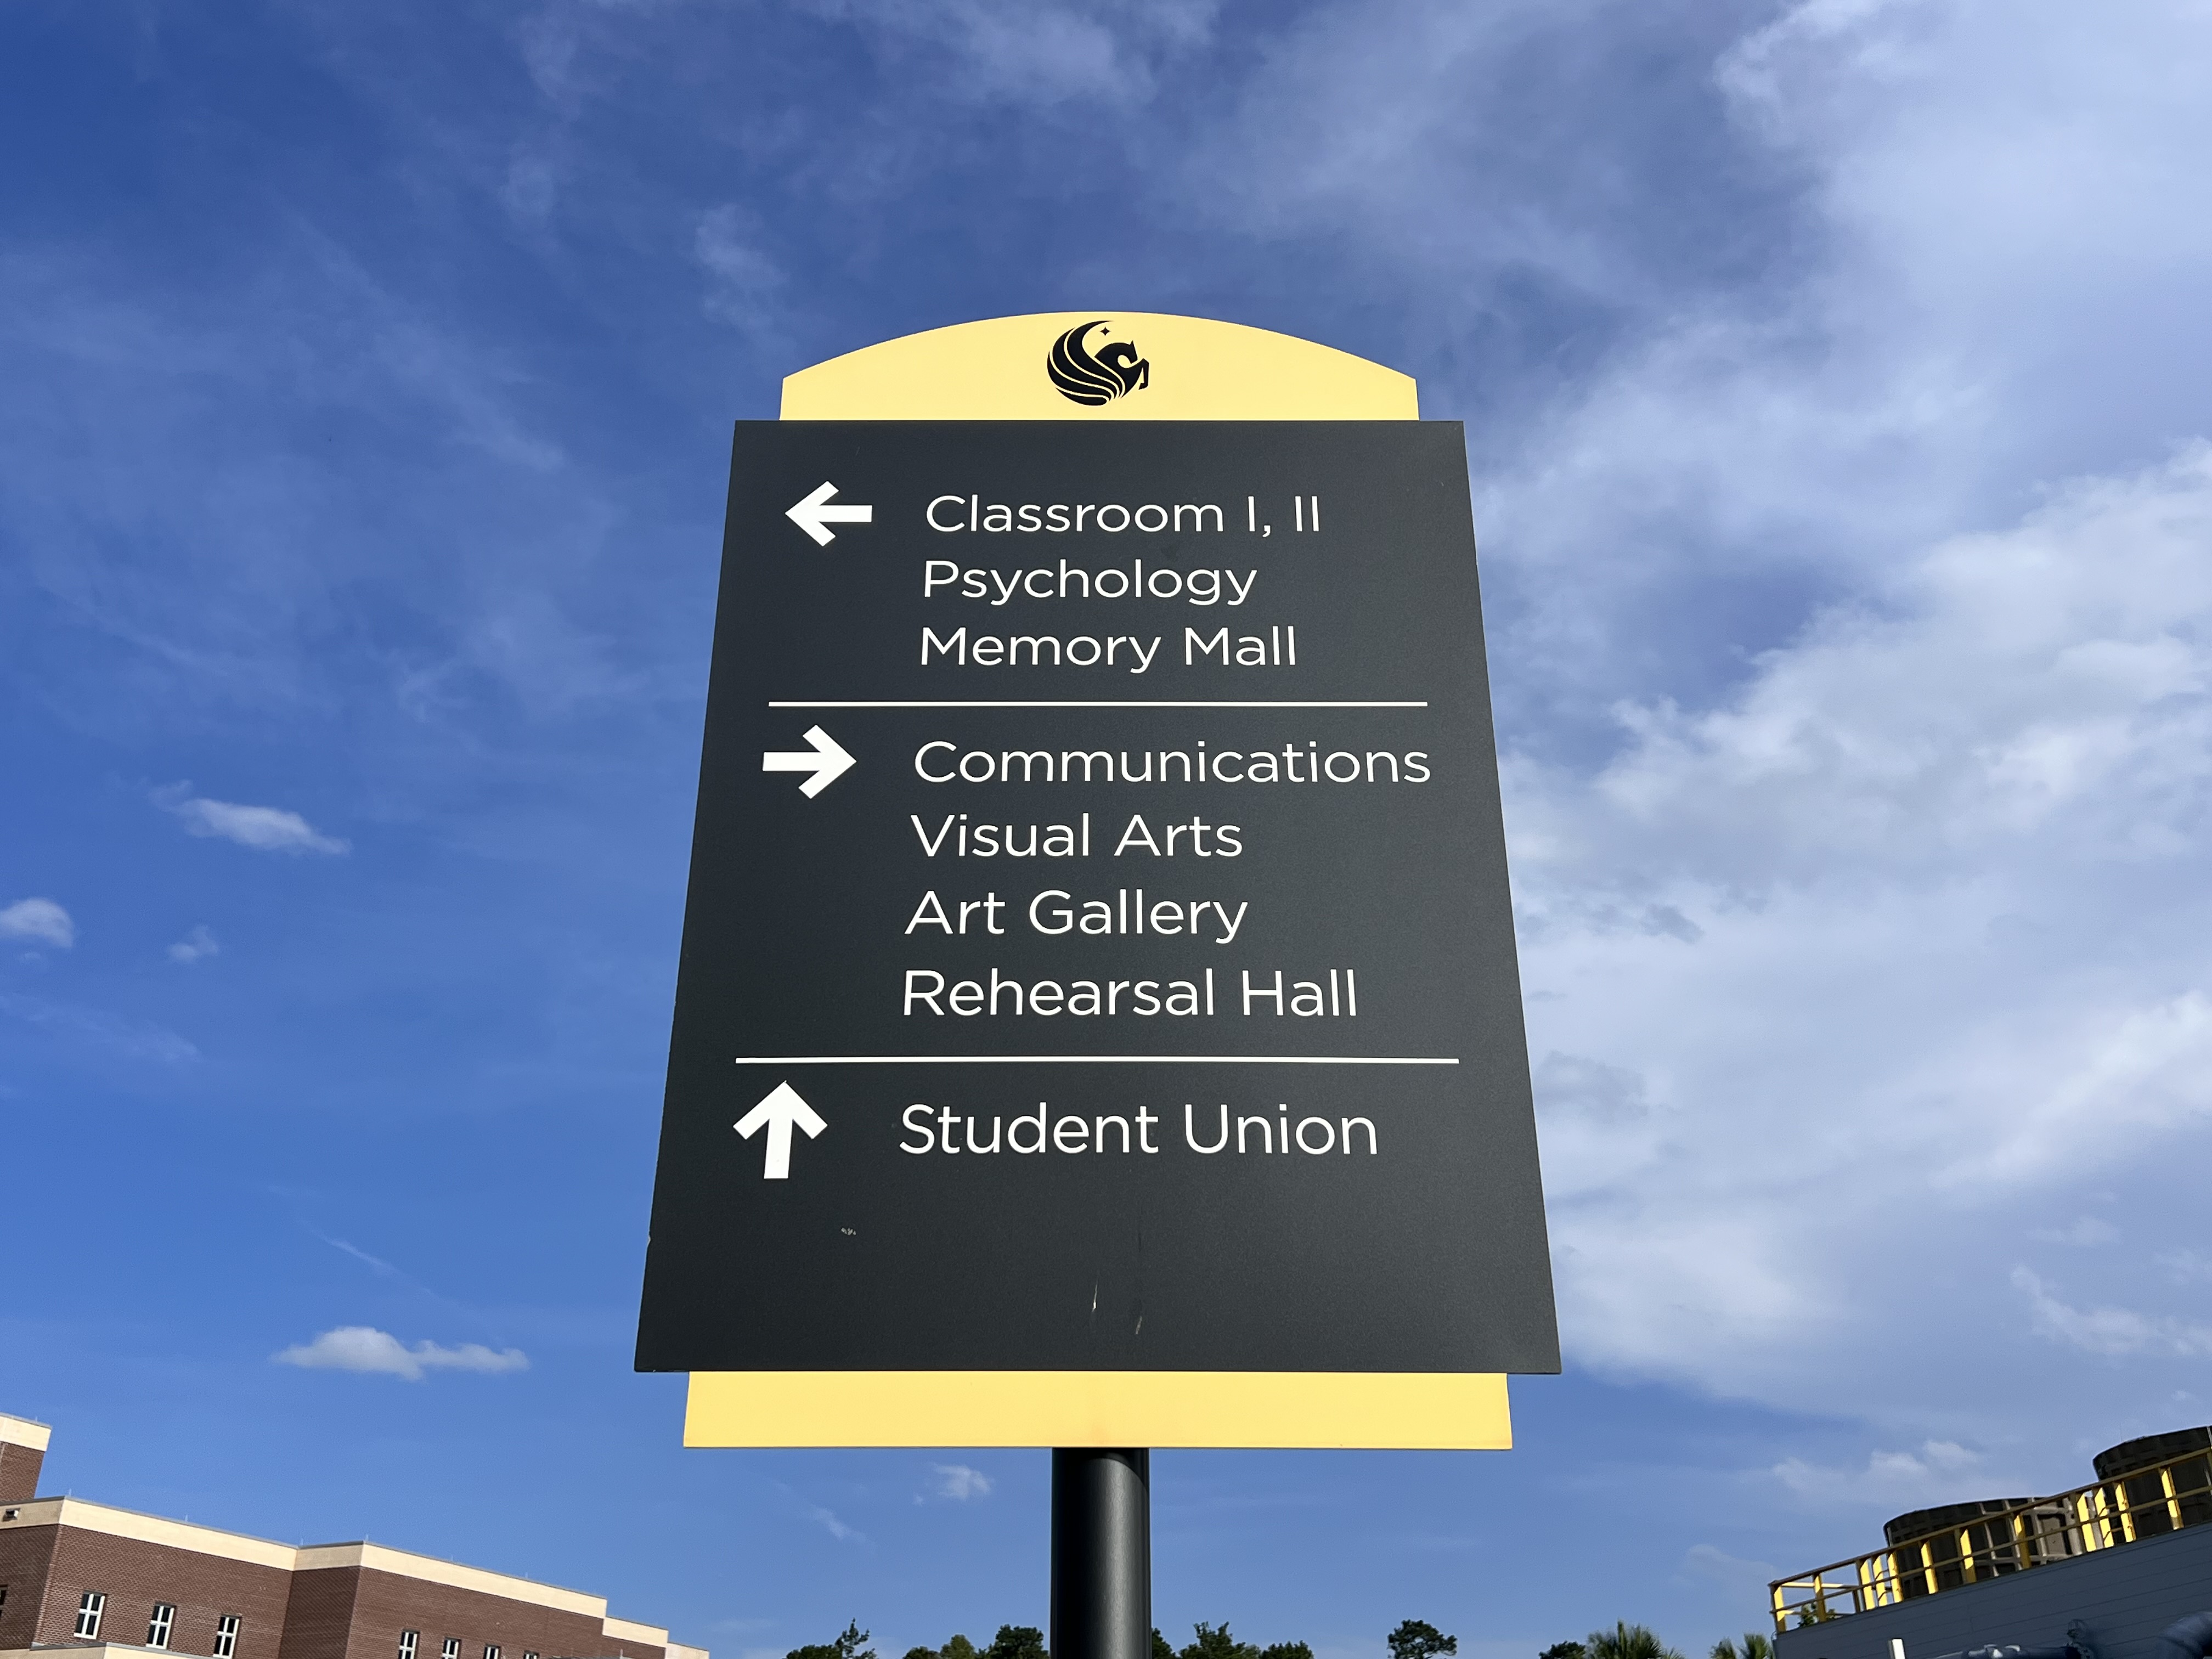 Classroom I, II
Psychology
Memory Mall
Communications
Visual Arts
Art Gallery
Rehearsal Hall
Student Union